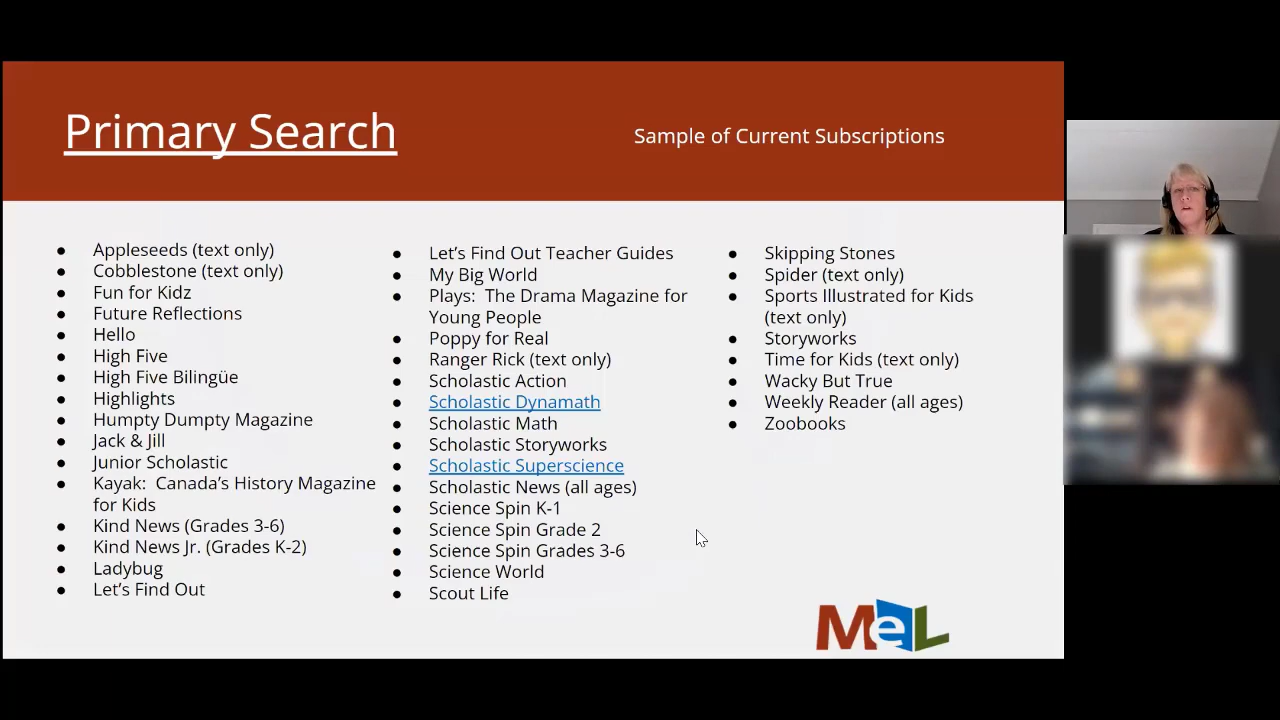 Primary Search
Sample of Current Subscriptions
● Appleseeds (text only)
● Cobblestone (text only)
● Fun for Kidz
● Future Reflections
● Hello
● High Five
● High Five Bilingüe
● Highlights
● Humpty Dumpty Magazine
● Jack & Jill
● Junior Scholastic
● Kayak:  Canada's History Magazine
for Kids
● Kind News (Grades 3-6)
● Kind News Jr. (Grades K-2)
● Ladybug
● Let's Find Out
● Let's Find Out Teacher Guides
● My Big World
● Plays:  The Drama Magazine for
Young People
● Poppy for Real
● Ranger Rick (text only)
● Scholastic Action
● Scholastic Dynamath
● Scholastic Math
● Scholastic Storyworks
● Scholastic Superscience
● Scholastic News (all ages)
● Science Spin K-1
● Science Spin Grade 2
● Science Spin Grades 3-6
● Science World
● Scout Life
● Skipping Stones
● Spider (text only)
● Sports Illustrated for Kids
(text only)
● Storyworks
● Time for Kids (text only)
● Wacky But True
● Weekly Reader (all ages)
● Zoobooks
MeL